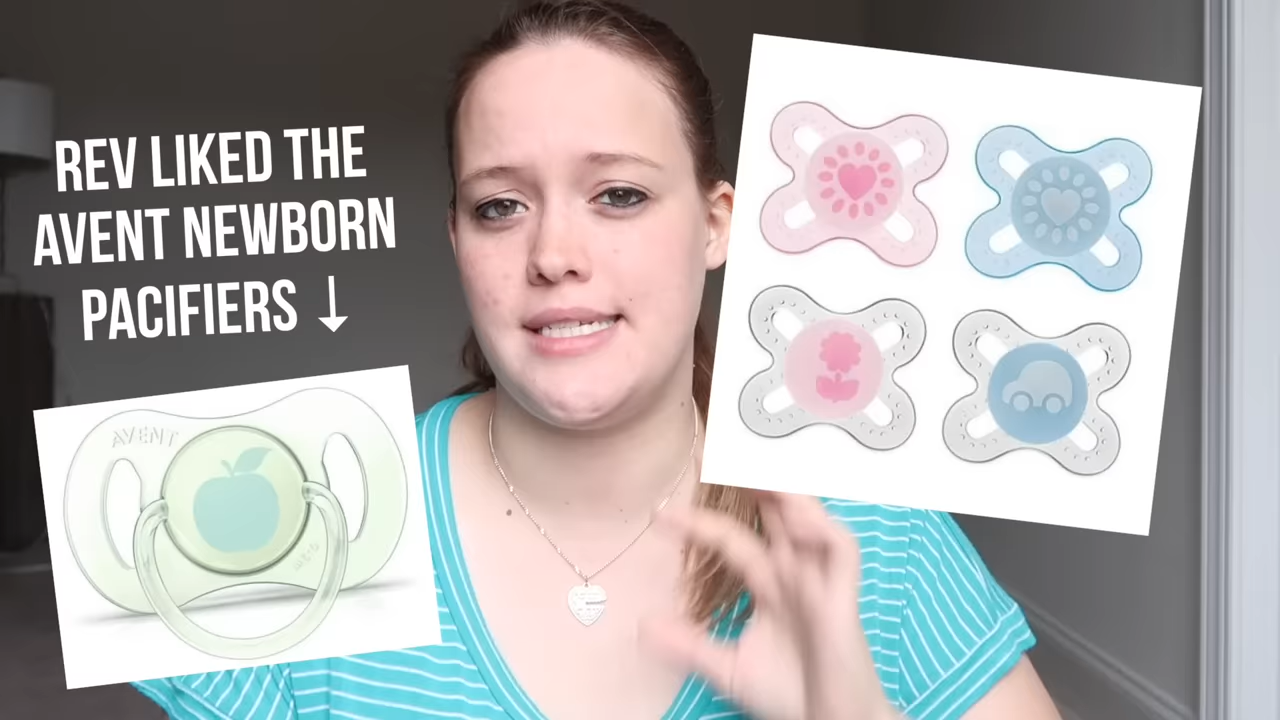 REV LIKED THE
AVENT NEWBORN
PACIFIERS ↓
AVENT